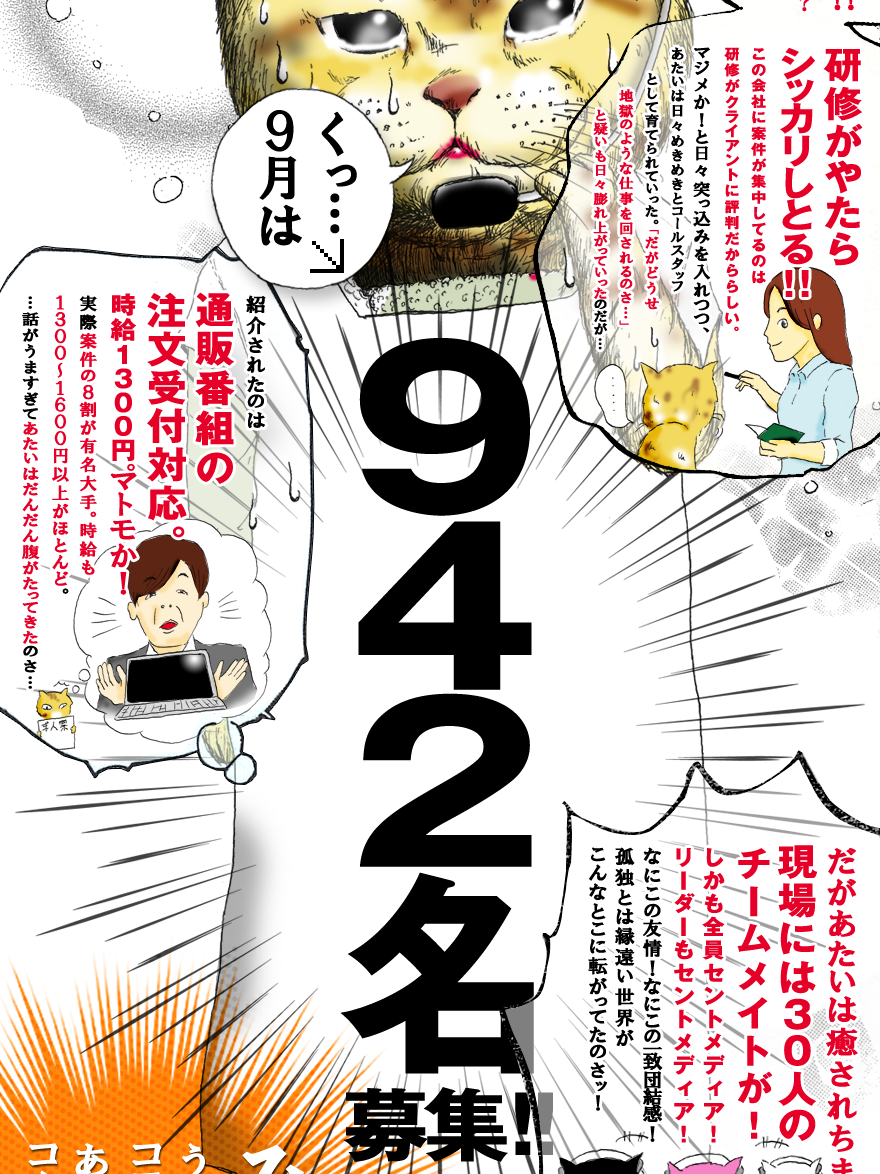 研修がやたら
シッカリしとる!!
この会社に案件が集中してるのは
研修がクライアントに評判だかららしい。
マジメか!と日々突っ込みを入れつつ、
あたいは日々めきめきとコールスタッフ
として育てられていった。「だがどうせ
地獄のような仕事を回されるのさ…」
と疑いも日々膨れ上がっていったのだが…
くっ…
9月は
942名
募集!!
紹介されたのは
通販番組の
注文受付対応。
時給1300円。マトモか!
実際案件の8割が有名大手。時給も
1300〜1600円以上がほとんど。
…話がうますぎてあたいはだんだん腹がたってきたのさ…
求人票
だがあたいは癒されちま
現場には30人の
チームメイトが!
しかも全員セントメディア!
リーダーもセントメディア!
なにこの友情!なにこの一致団結感!
孤独とは縁遠い世界が
こんなとこに転がってたのさッ!